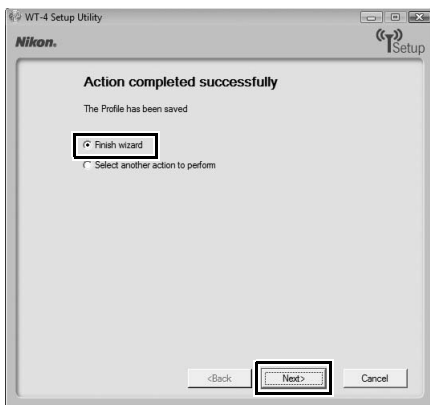 WT-4 Setup Utility
Nikon.
Setup
Action completed successfully
The Profile has been saved
Finish wizard
Select another action to perform
<Back
Next>
Cancel